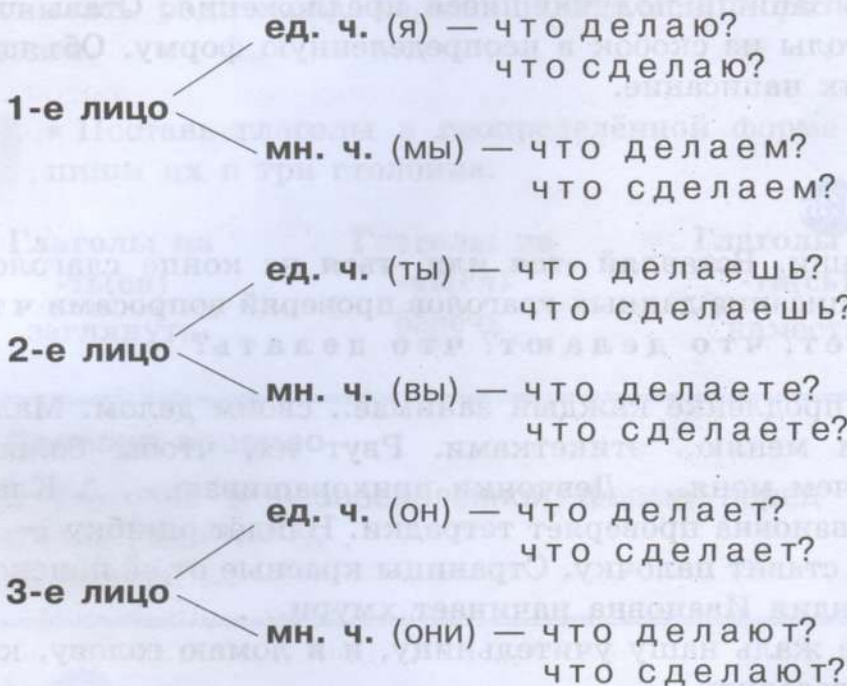 ед. ч. (я) — что делаю?
что сделаю?
1-е лицо
мн. ч. (мы) — что делаем?
что сделаем?
ед. ч. (ты) — что делаешь?
что сделаешь?
2-е лицо
мн. ч. (вы) — что делаете?
что сделаете?
ед. ч. (он) — что делает?
что сделает?
3-е лицо
мн. ч. (они) — что делают?
что сделают?